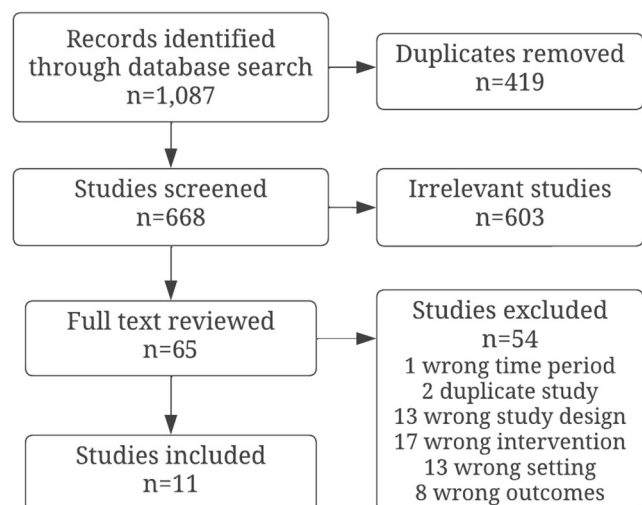 Records identified
through database search
n=1,087
Duplicates removed
n=419
Studies screened
n=668
Irrelevant studies
n=603
Full text reviewed
n=65
Studies excluded
n=54
1 wrong time period
2 duplicate study
13 wrong study design
17 wrong intervention
13 wrong setting
8 wrong outcomes
Studies included
n=11